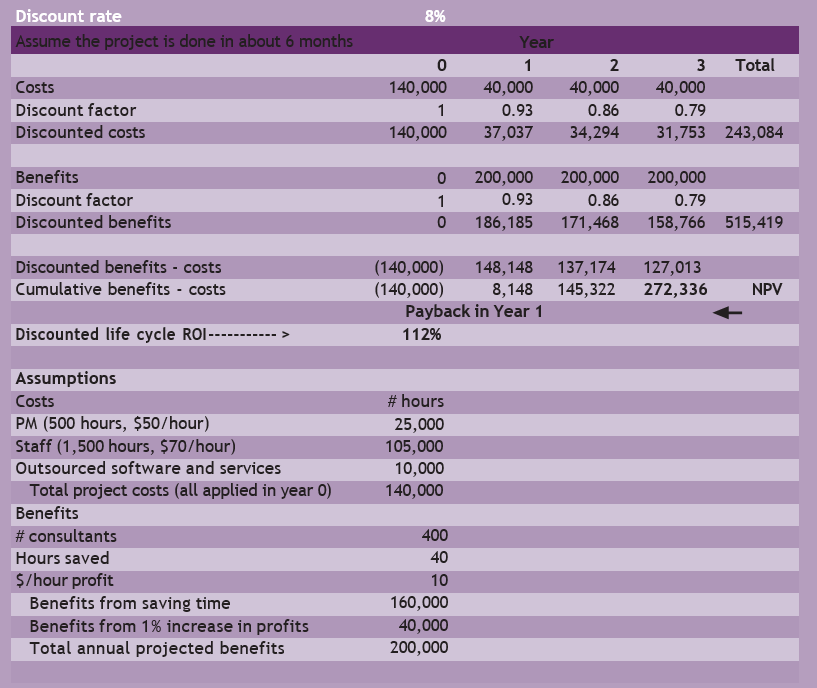 Discount rate 8%
Assume the project is done in about 6 months Year
0 1 2 3 Total
Costs 140,000 40,000 40,000 40,000
Discount factor 1 0.93 0.86 0.79
Discounted costs 140,000 37,037 34,294 31,753 243,084
Benefits 0 200,000 200,000 200,000
Discount factor 1 0.93 0.86 0.79
Discounted benefits 0 186,185 171,468 158,766 515,419
Discounted benefits - costs (140,000) 148,148 137,174 127,013
Cumulative benefits - costs (140,000) 8,148 145,322 272,336 NPV
Payback in Year 1
Discounted life cycle ROI----------- > 112%
Assumptions
Costs # hours
PM (500 hours, $50/hour) 25,000
Staff (1,500 hours, $70/hour) 105,000
Outsourced software and services 10,000
Total project costs (all applied in year 0) 140,000
Benefits
# consultants 400
Hours saved 40
$/hour profit 10
Benefits from saving time 160,000
Benefits from 1% increase in profits 40,000
Total annual projected benefits 200,000